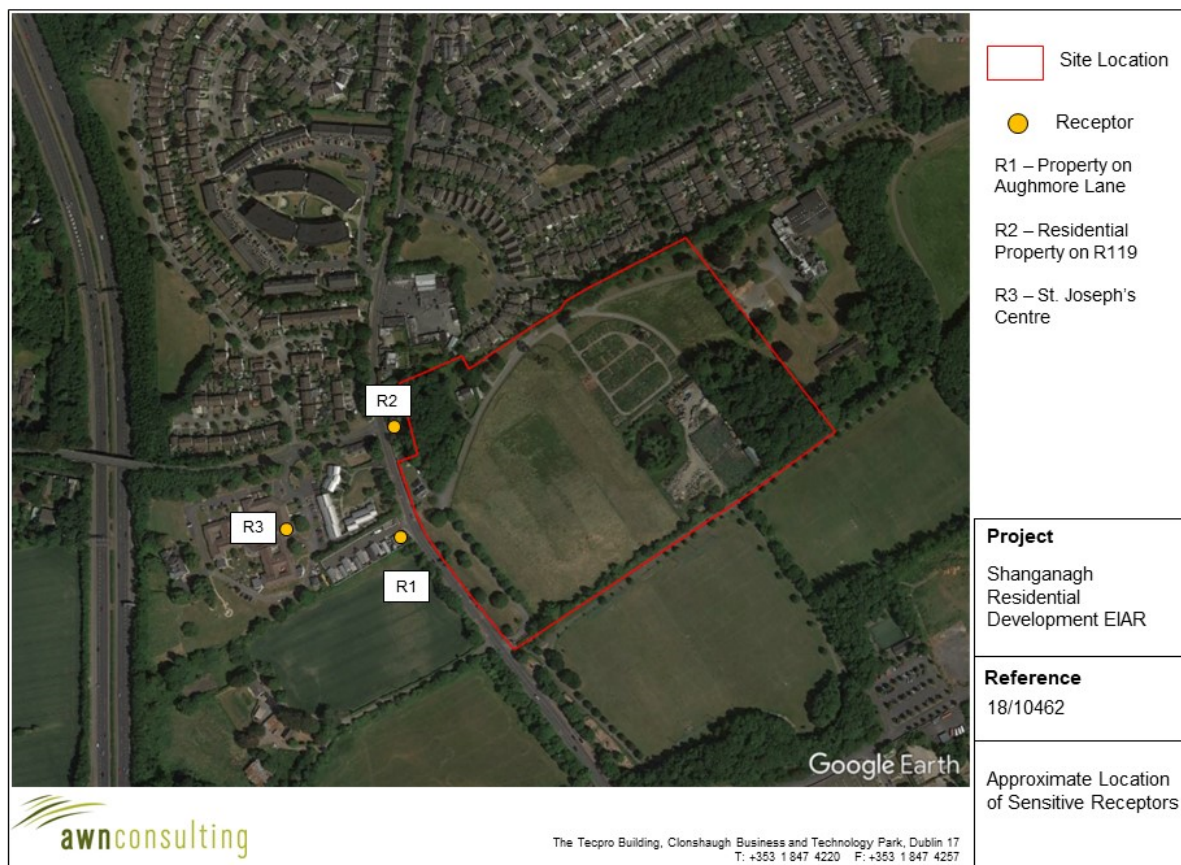 Site Location
Receptor
R1 – Property on
Aughmore Lane
R2 – Residential
Property on R119
R3 – St. Joseph's
Centre
R2
R3
R1
Google Earth
Project
Shanganagh
Residential
Development EIAR
Reference
18/10462
Approximate Location
of Sensitive Receptors
awnconsulting
The Tecpro Building, Clonshaugh Business and Technology Park, Dublin 17
T: +353 1 847 4220 F: +353 1 847 4257